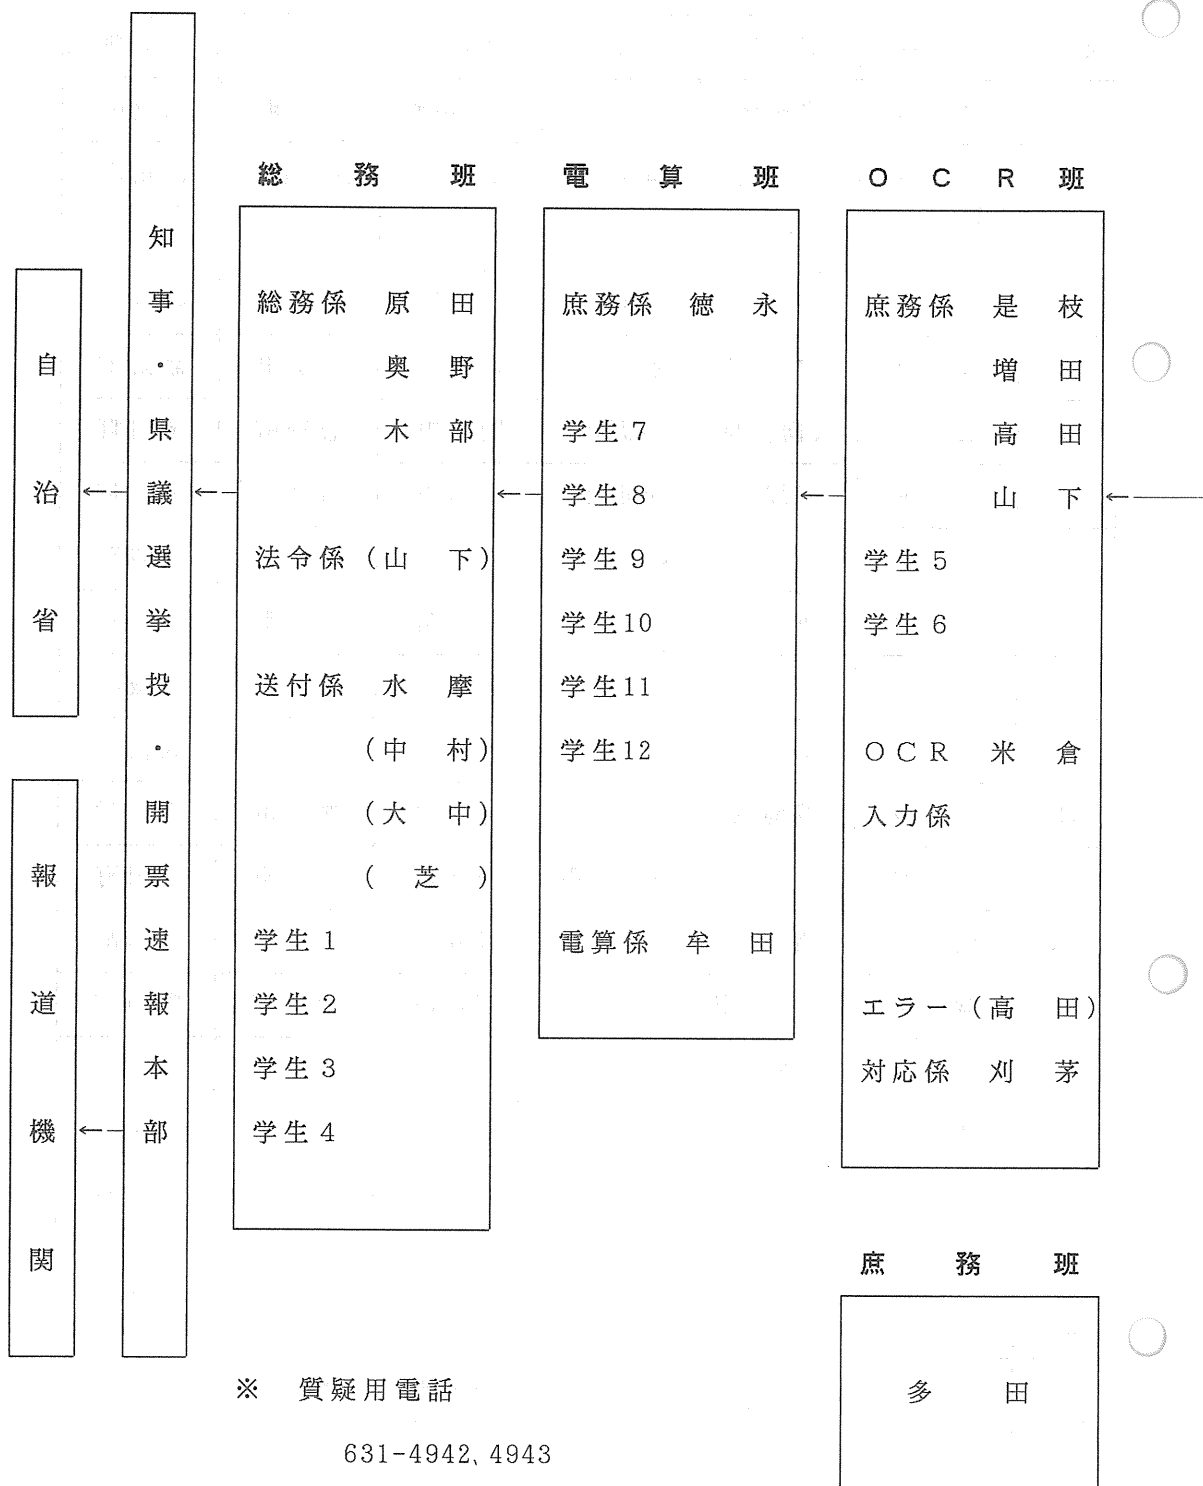 自治省
報道機関
知事・県議選挙投・開票速報本部
総務班
総務係 原田
奥野
木部
法令係(山下)
送付係 水摩
(中村)
(大中)
(芝)
学生1
学生2
学生3
学生4
電算班
庶務係 徳永
学生7
学生8
学生9
学生10
学生11
学生12
電算係 牟田
OCR班
庶務係 是枝
増田
高田
山下
学生5
学生6
OCR 米倉
入力係
エラー(高田)
対応係 刈茅
庶務班
多田
※ 質疑用電話
631-4942,4943